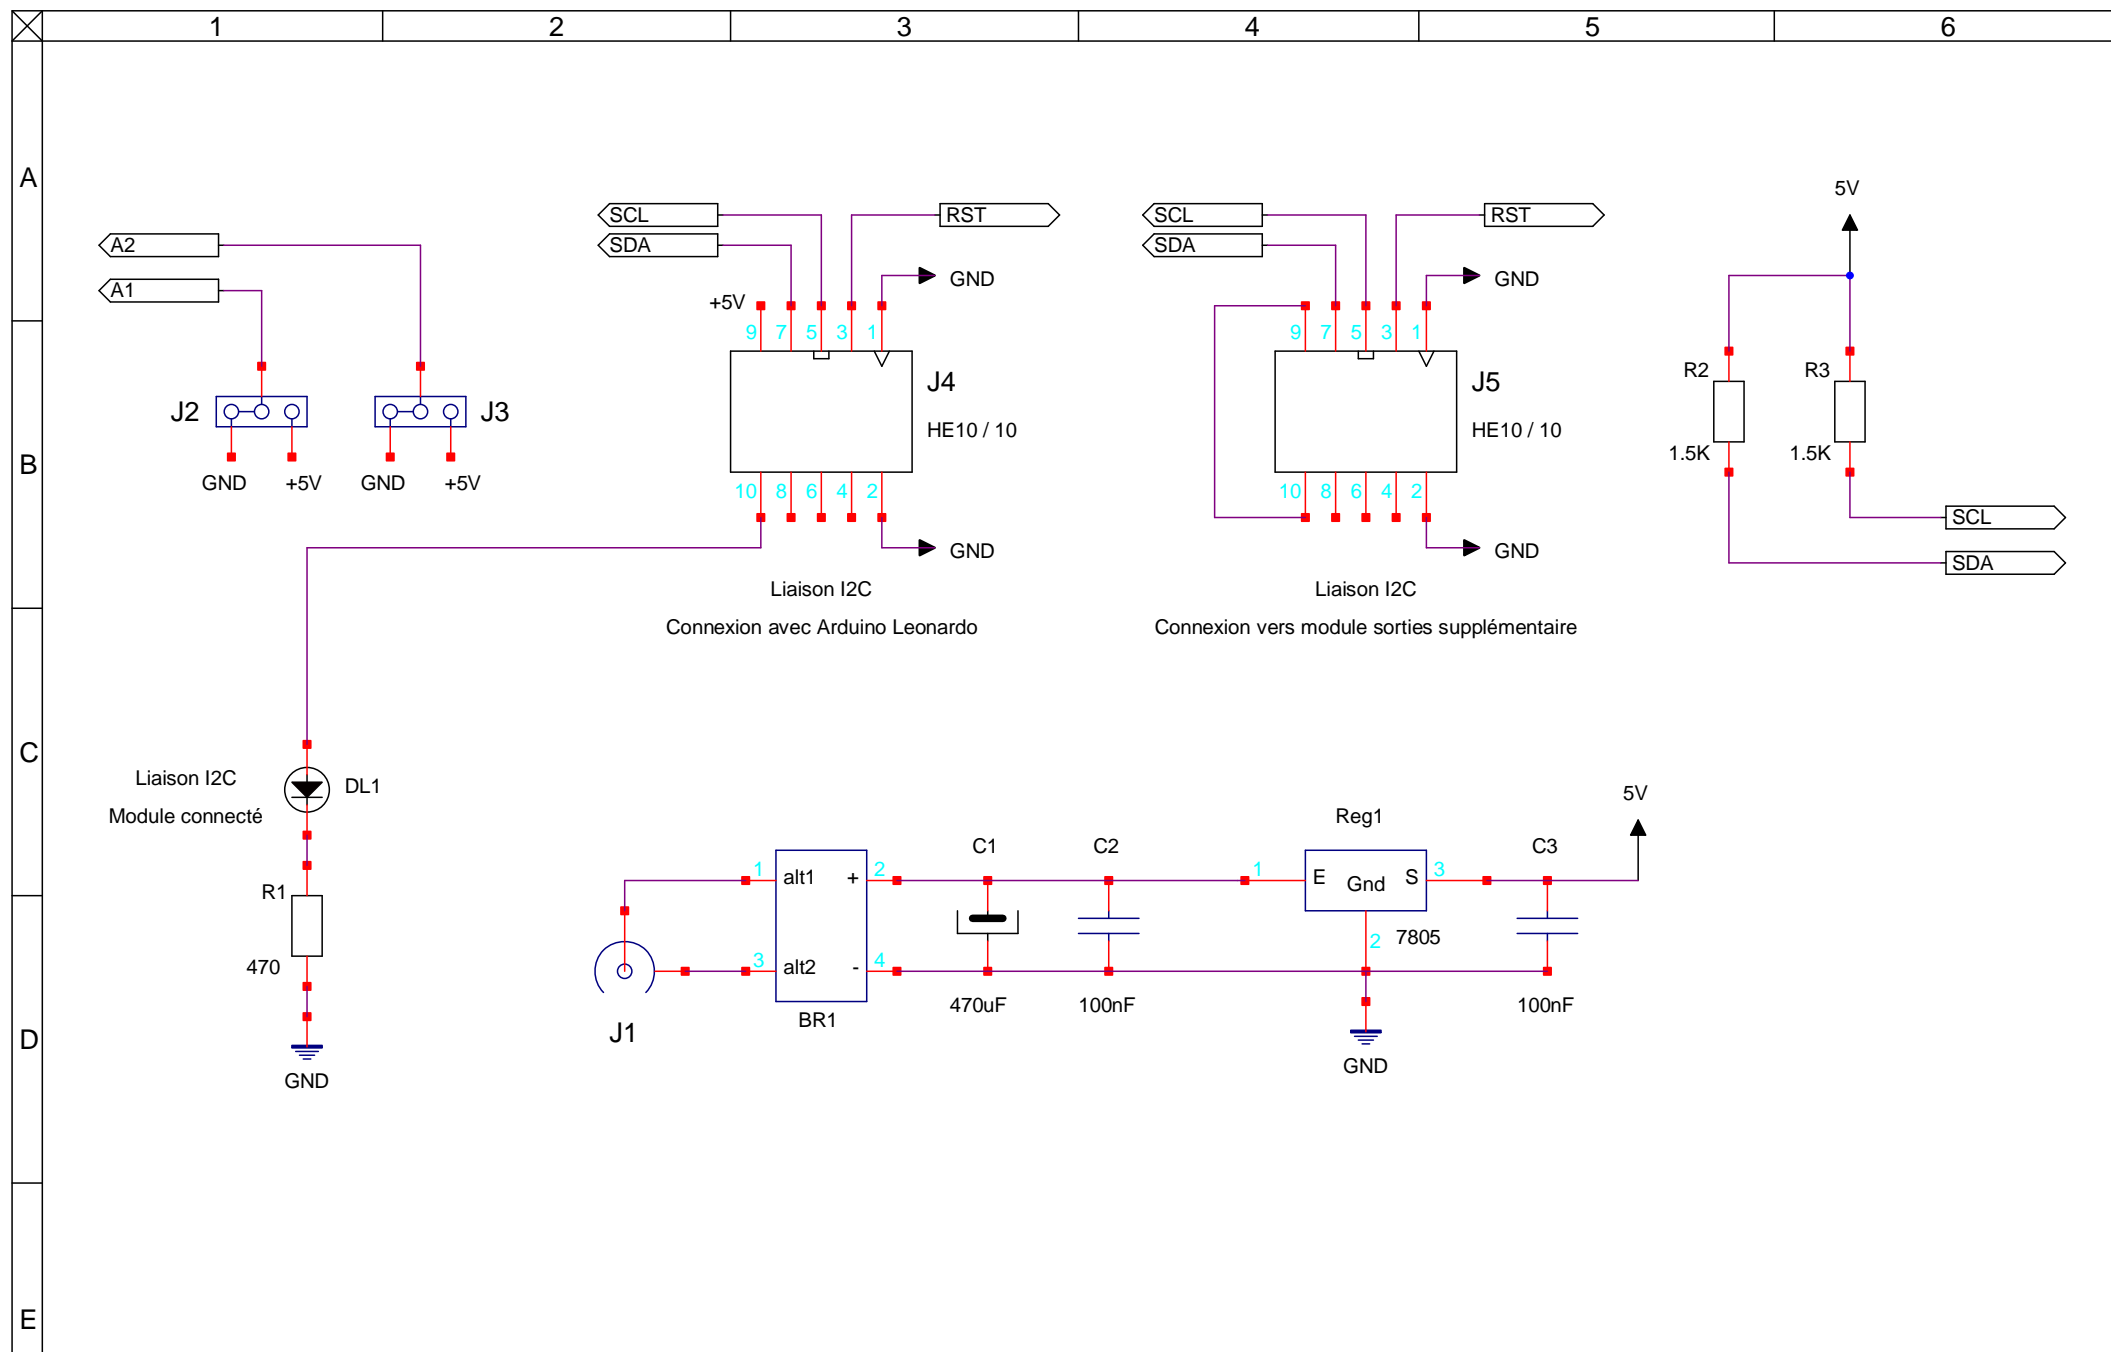 1 2 3 4 5 6
A
B
C
D
E
A2
A1
J2
GND +5V
J3
GND +5V
SCL
SDA
RST
GND
+5V
9 7 5 3 1
J4
HE10 / 10
10 8 6 4 2
GND
Liaison I2C
Connexion avec Arduino Leonardo
SCL
SDA
RST
GND
9 7 5 3 1
J5
HE10 / 10
10 8 6 4 2
GND
Liaison I2C
Connexion vers module sorties supplémentaire
5V
R2
1.5K
R3
1.5K
SCL
SDA
Liaison I2C
Module connecté
DL1
R1
470
GND
J1
1 alt1 + 2
3 alt2 - 4
BR1
C1
470uF
C2
100nF
Reg1
1 E Gnd S 3
2 7805
GND
C3
100nF
5V